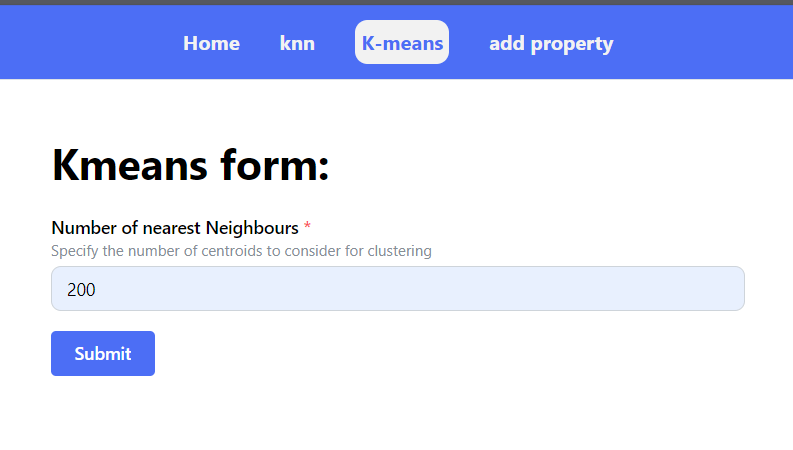 Home knn K-means add property
Kmeans form:
Number of nearest Neighbours *
Specify the number of centroids to consider for clustering
200
Submit